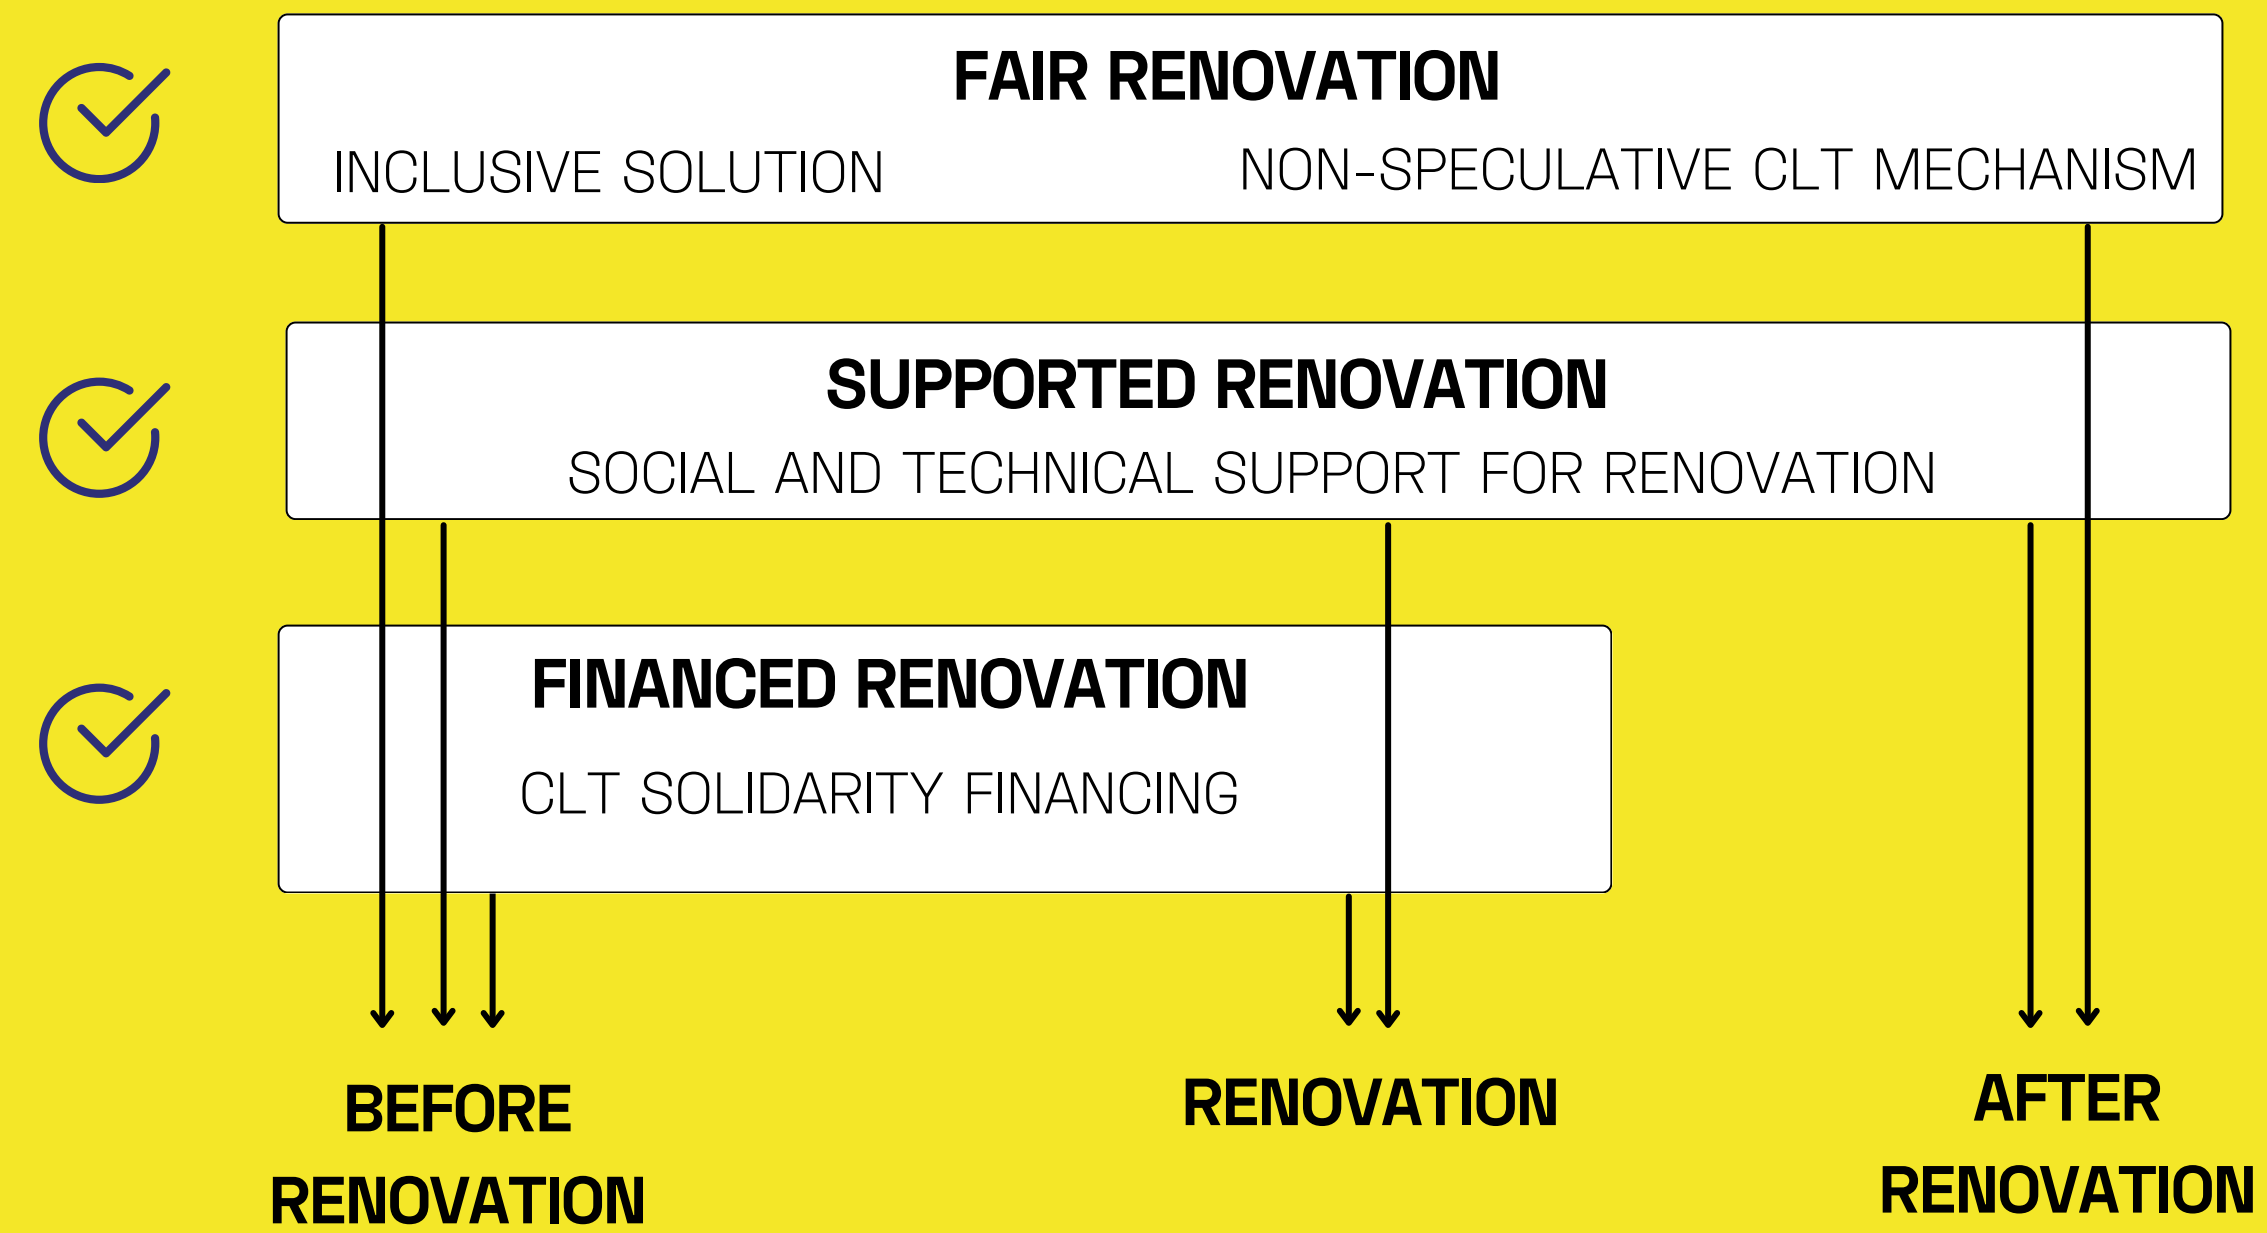 FAIR RENOVATION
INCLUSIVE SOLUTION
NON-SPECULATIVE CLT MECHANISM
SUPPORTED RENOVATION
SOCIAL AND TECHNICAL SUPPORT FOR RENOVATION
FINANCED RENOVATION
CLT SOLIDARITY FINANCING
BEFORE
RENOVATION
RENOVATION
AFTER
RENOVATION